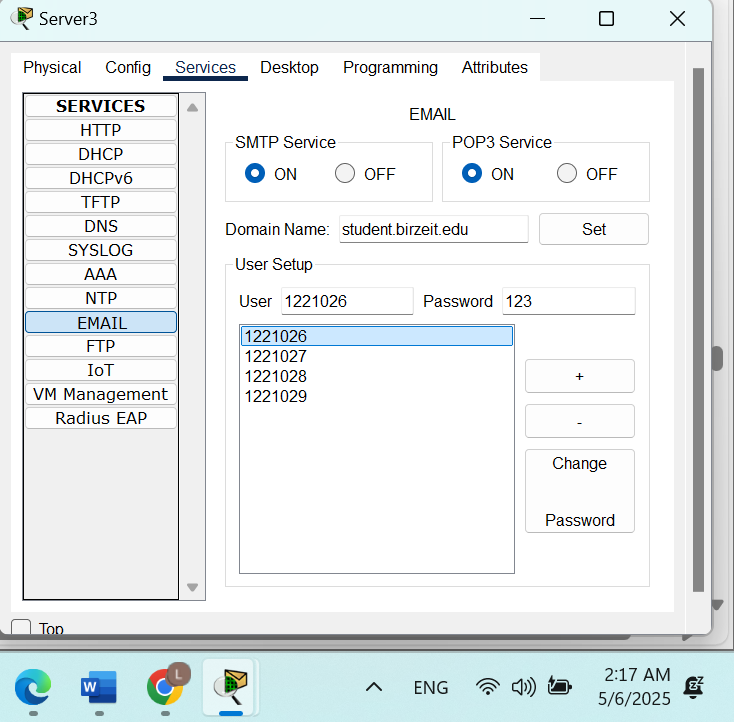 Server3
Physical Config Services Desktop Programming Attributes
SERVICES
HTTP
DHCP
DHCPv6
TFTP
DNS
SYSLOG
AAA
NTP
EMAIL
FTP
IoT
VM Management
Radius EAP
EMAIL
SMTP Service
ON OFF
POP3 Service
ON OFF
Domain Name: student.birzeit.edu Set
User Setup
User 1221026 Password 123
1221026
1221027
1221028
1221029
+
-
Change
Password
Top
W L ENG 2:17 AM
5/6/2025